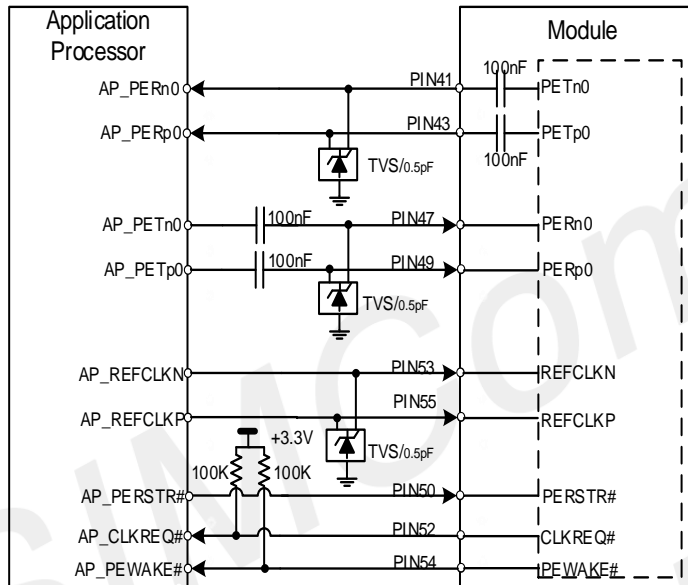 Application
Processor
Module
AP_PERn0
PIN41
100nF
PETn0
AP_PERp0
PIN43
PETp0
100nF
TVS/0.5pF
AP_PETn0
100nF
PIN47
PERn0
AP_PETp0
100nF
PIN49
PERp0
TVS/0.5pF
AP_REFCLKN
PIN53
REFCLKN
AP_REFCLKP
PIN55
REFCLKP
+3.3V
TVS/0.5pF
100K
100K
AP_PERSTR#
PIN50
PERSTR#
AP_CLKREQ#
PIN52
CLKREQ#
AP_PEWAKE#
PIN54
PEWAKE#
SIMCom